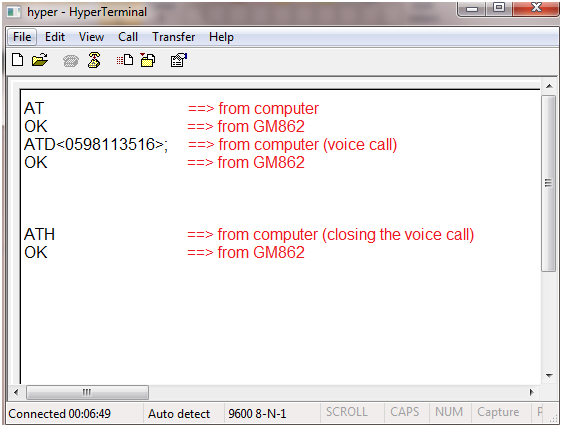 hyper - HyperTerminal
File Edit View Call Transfer Help
AT ==> from computer
OK ==> from GM862
ATD<0598113516>; ==> from computer (voice call)
OK ==> from GM862
ATH ==> from computer (closing the voice call)
OK ==> from GM862
Connected 00:06:49 Auto detect 9600 8-N-1 SCROLL CAPS NUM Capture